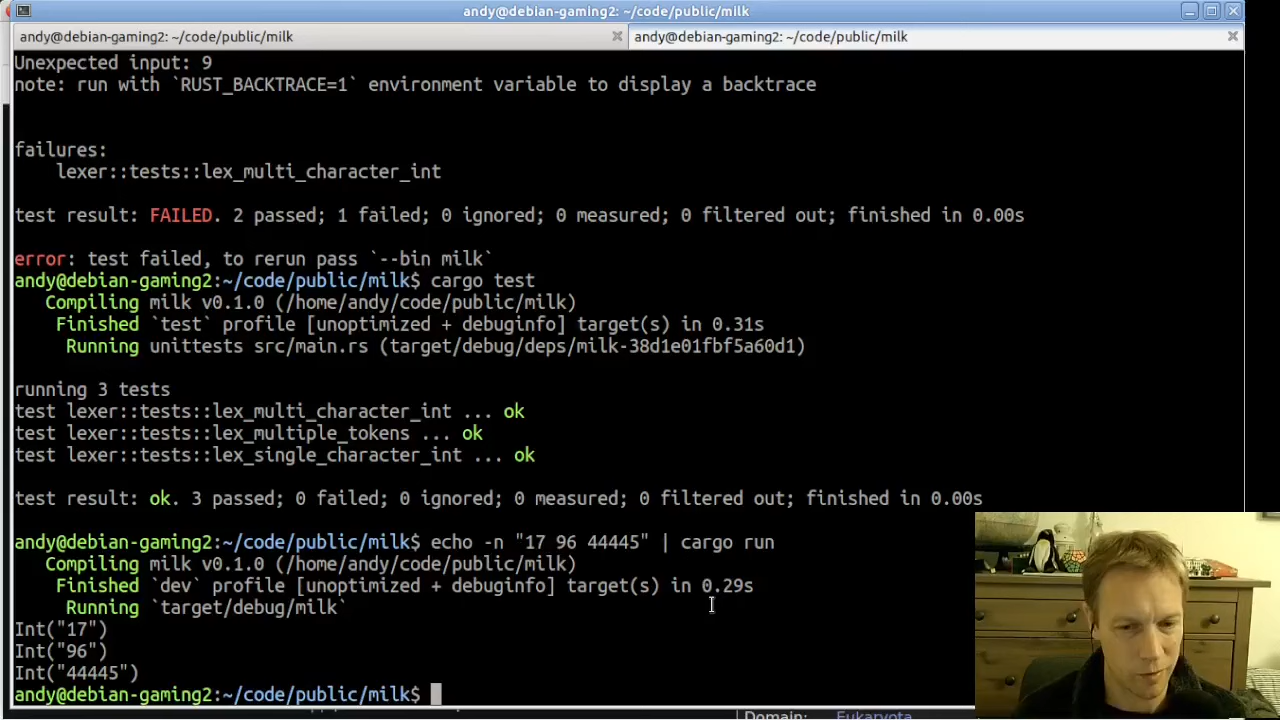 andy@debian-gaming2: ~/code/public/milk
andy@debian-gaming2: ~/code/public/milk
andy@debian-gaming2: ~/code/public/milk
Unexpected input: 9
note: run with `RUST_BACKTRACE=1` environment variable to display a backtrace
failures:
lexer::tests::lex_multi_character_int
test result: FAILED. 2 passed; 1 failed; 0 ignored; 0 measured; 0 filtered out; finished in 0.00s
error: test failed, to rerun pass `--bin milk`
andy@debian-gaming2:~/code/public/milk$ cargo test
Compiling milk v0.1.0 (/home/andy/code/public/milk)
Finished `test` profile [unoptimized + debuginfo] target(s) in 0.31s
Running unittests src/main.rs (target/debug/deps/milk-38d1e01fbf5a60d1)
running 3 tests
test lexer::tests::lex_multi_character_int ... ok
test lexer::tests::lex_multiple_tokens ... ok
test lexer::tests::lex_single_character_int ... ok
test result: ok. 3 passed; 0 failed; 0 ignored; 0 measured; 0 filtered out; finished in 0.00s
andy@debian-gaming2:~/code/public/milk$ echo -n "17 96 44445" | cargo run
Compiling milk v0.1.0 (/home/andy/code/public/milk)
Finished `dev` profile [unoptimized + debuginfo] target(s) in 0.29s
Running `target/debug/milk`
Int("17")
Int("96")
Int("44445")
andy@debian-gaming2:~/code/public/milk$
Domain: Eukaryota